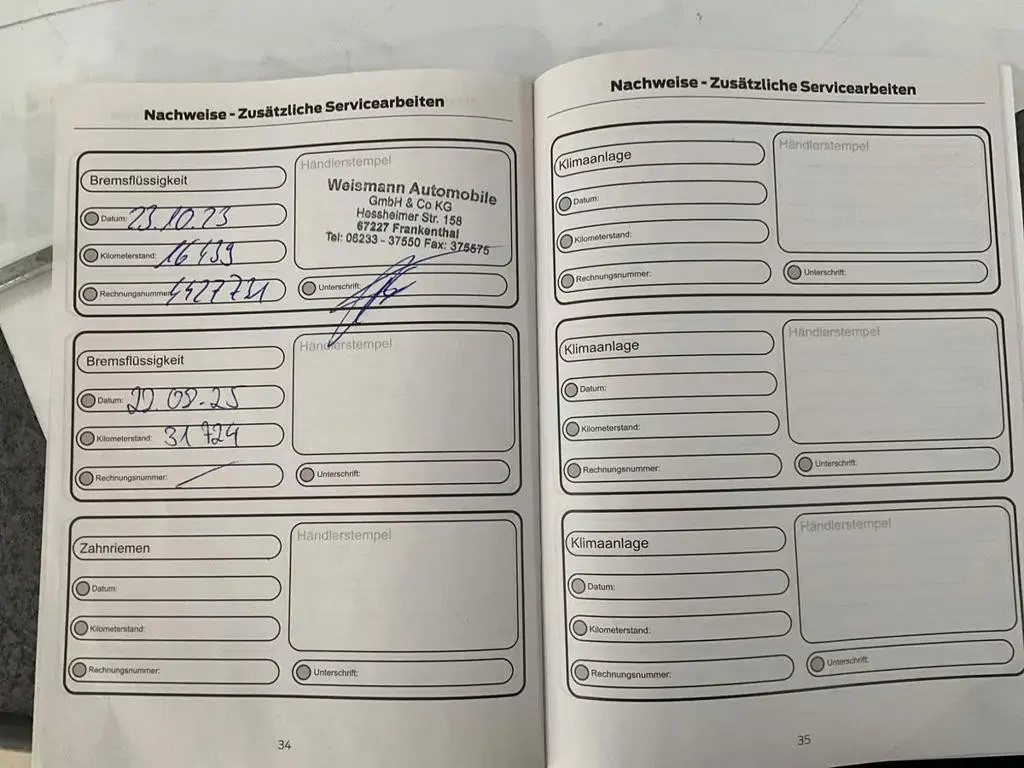 Nachweise - Zusätzliche Servicearbeiten
Bremsflüssigkeit
Datum: 23.10.23
Kilometerstand: 16439
Rechnungsnummer: 4427731
Händlerstempel
Weismann Automobile
GmbH & Co KG
Hessheimer Str. 158
67227 Frankenthal
Tel: 06233 - 37550 Fax: 375575
Unterschrift:
Bremsflüssigkeit
Datum: 22.08.25
Kilometerstand: 31724
Rechnungsnummer:
Händlerstempel
Unterschrift:
Zahnriemen
Datum:
Kilometerstand:
Rechnungsnummer:
Händlerstempel
Unterschrift:
34
Nachweise - Zusätzliche Servicearbeiten
Klimaanlage
Datum:
Kilometerstand:
Rechnungsnummer:
Händlerstempel
Unterschrift:
Klimaanlage
Datum:
Kilometerstand:
Rechnungsnummer:
Händlerstempel
Unterschrift:
Klimaanlage
Datum:
Kilometerstand:
Rechnungsnummer:
Händlerstempel
Unterschrift:
35